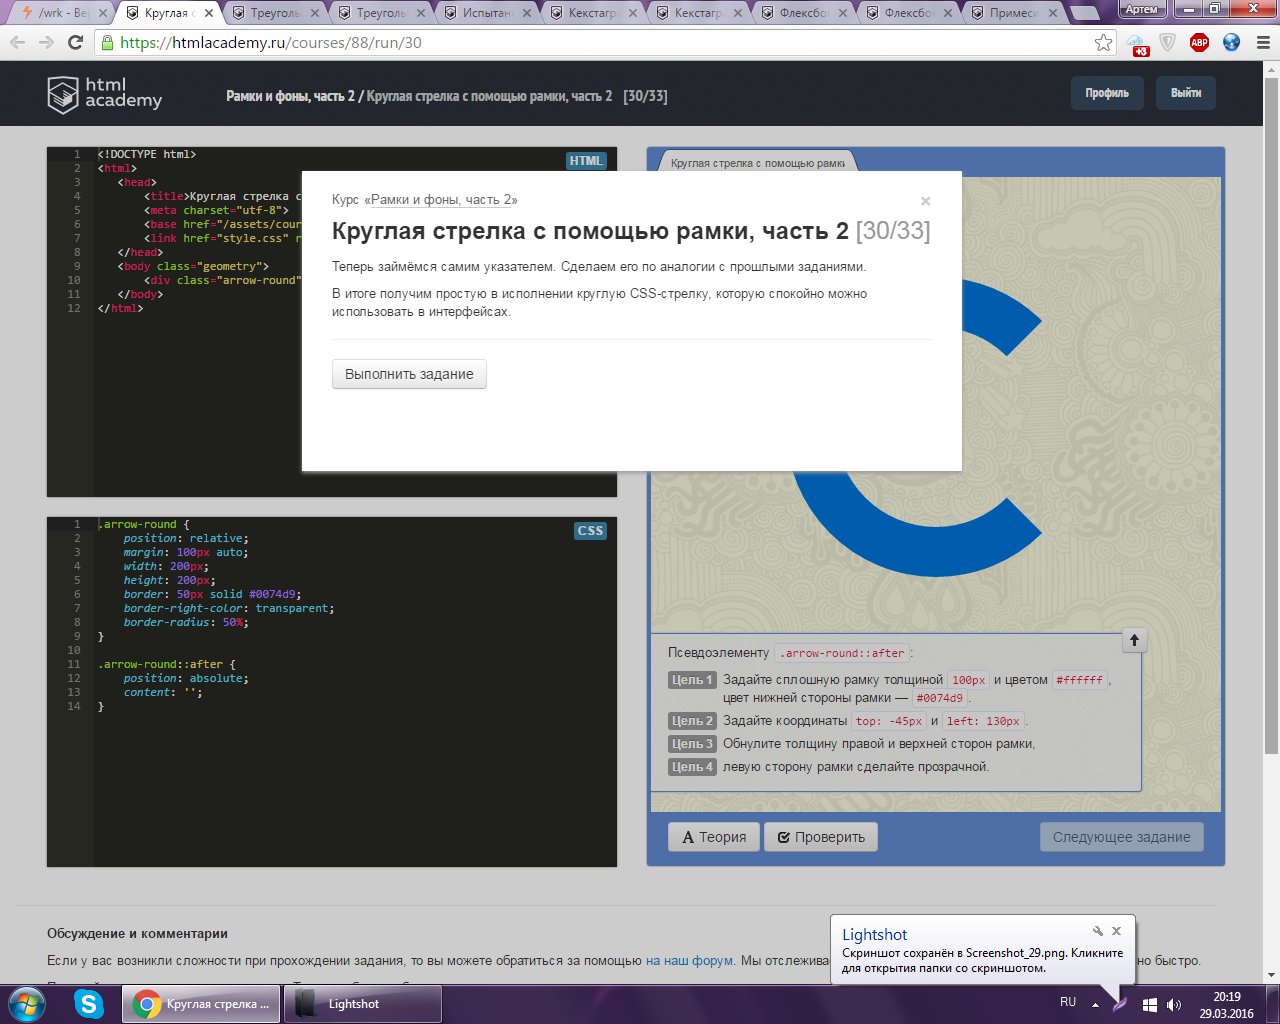 /wrk - Ве
Круглая с
Треуголь
Треуголь
Испытан
Кекстагра
Кекстагра
Флексбо
Флексбо
Примеси
Артем
https://htmlacademy.ru/courses/88/run/30
+3
ABP
html
academy
Рамки и фоны, часть 2 / Круглая стрелка с помощью рамки, часть 2 [30/33]
Профиль
Выйти
HTML
1 <!DOCTYPE html>
2 <html>
3 <head>
4 <title>Круглая стрелка с
5 <meta charset="utf-8">
6 <base href="/assets/cour
7 <link href="style.css" r
8 </head>
9 <body class="geometry">
10 <div class="arrow-round"
11 </body>
12 </html>
Круглая стрелка с помощью рамки
Курс «Рамки и фоны, часть 2»
×
Круглая стрелка с помощью рамки, часть 2 [30/33]
Теперь займёмся самим указателем. Сделаем его по аналогии с прошлыми заданиями.
В итоге получим простую в исполнении круглую CSS-стрелку, которую спокойно можно
использовать в интерфейсах.
Выполнить задание
CSS
1 .arrow-round {
2 position: relative;
3 margin: 100px auto;
4 width: 200px;
5 height: 200px;
6 border: 50px solid #0074d9;
7 border-right-color: transparent;
8 border-radius: 50%;
9 }
10
11 .arrow-round::after {
12 position: absolute;
13 content: '';
14 }
Псевдоэлементу .arrow-round::after:
Цель 1 Задайте сплошную рамку толщиной 100px и цветом #ffffff,
цвет нижней стороны рамки — #0074d9.
Цель 2 Задайте координаты top: -45px и left: 130px.
Цель 3 Обнулите толщину правой и верхней сторон рамки,
Цель 4 левую сторону рамки сделайте прозрачной.
Теория
Проверить
Следующее задание
Обсуждение и комментарии
Если у вас возникли сложности при прохождении задания, то вы можете обратиться за помощью на наш форум. Мы отслежива
но быстро.
Lightshot
Скриншот сохранён в Screenshot_29.png. Кликните
для открытия папки со скриншотом.
Круглая стрелка ...
Lightshot
RU
20:19
29.03.2016